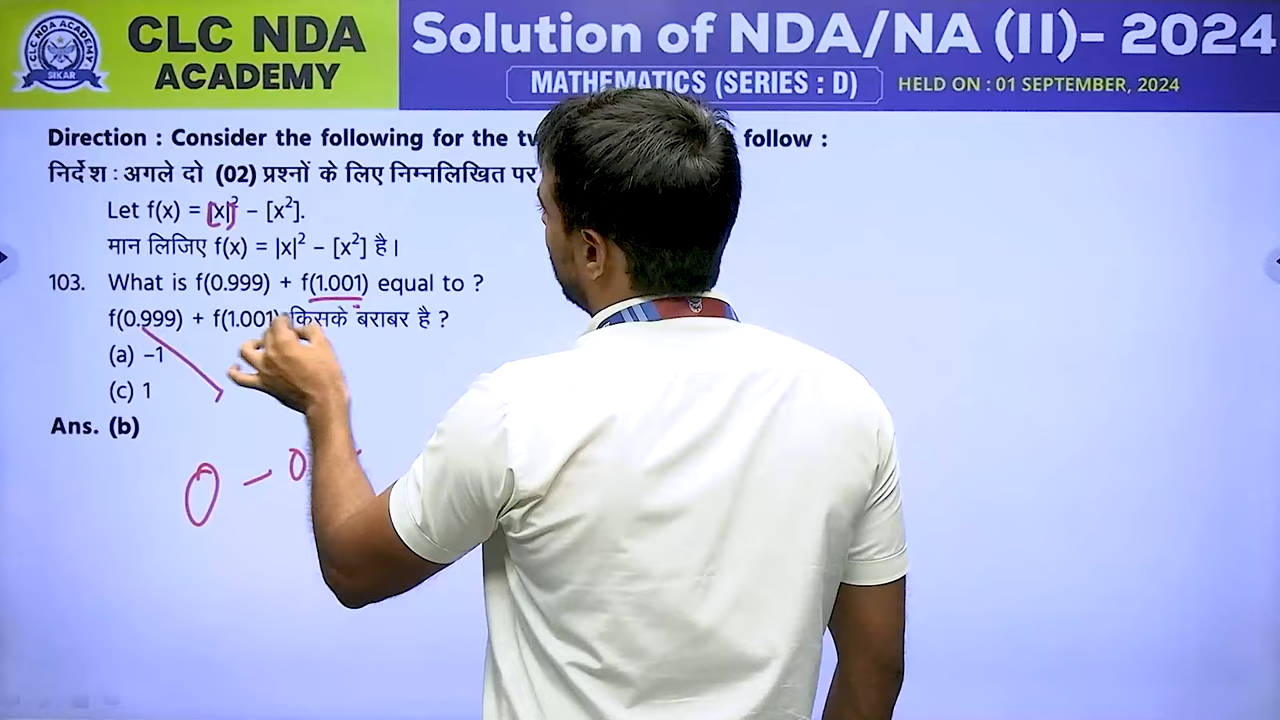 CLC NDA ACADEMY
SIKAR
CLC NDA
ACADEMY
Solution of NDA/NA (II)- 2024
MATHEMATICS (SERIES : D) HELD ON : 01 SEPTEMBER, 2024
Direction : Consider the following for the follow :
निर्देश : अगले दो (02) प्रश्नों के लिए निम्नलिखित पर
Let f(x) = [x]² – [x²].
मान लिजिए f(x) = |x|² – [x²] है।
103. What is f(0.999) + f(1.001) equal to ?
f(0.999) + f(1.001) किसके बराबर है ?
(a) –1
(c) 1
Ans. (b)
0 - 0